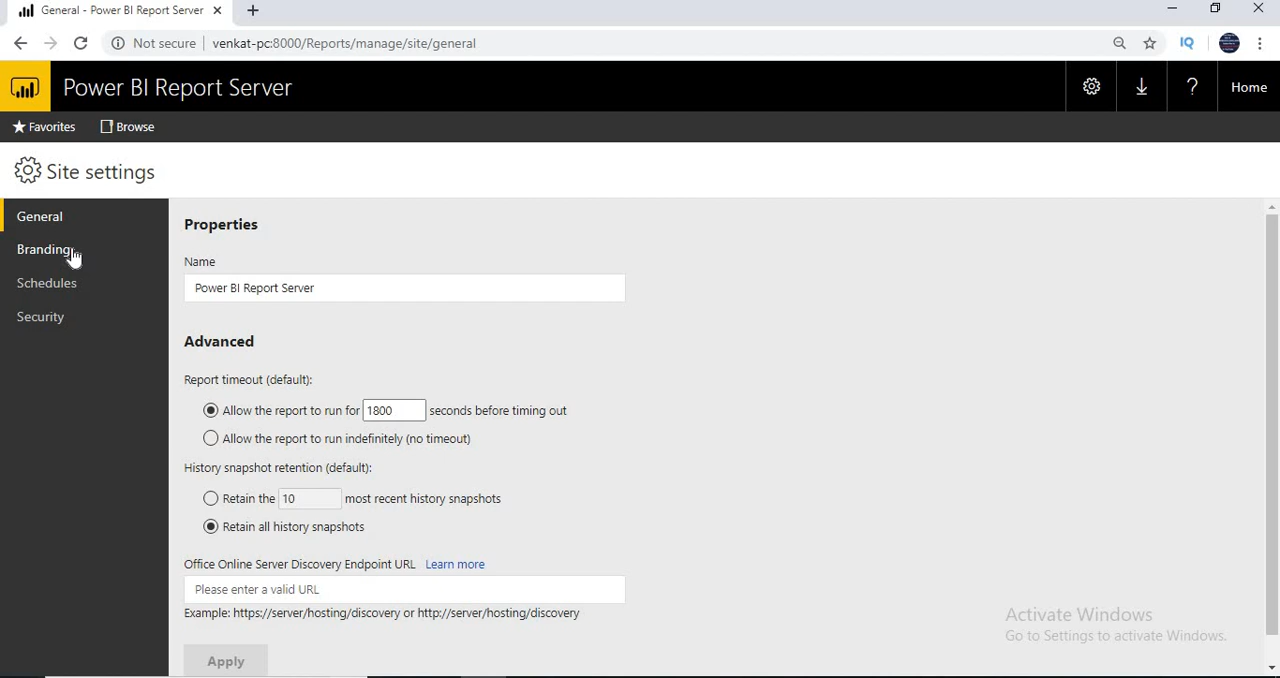 General - Power BI Report Server
Not secure | venkat-pc:8000/Reports/manage/site/general
IQ
Power BI Report Server
? Home
Favorites Browse
Site settings
General
Branding
Schedules
Security
Properties
Name
Power BI Report Server
Advanced
Report timeout (default):
Allow the report to run for 1800 seconds before timing out
Allow the report to run indefinitely (no timeout)
History snapshot retention (default):
Retain the 10 most recent history snapshots
Retain all history snapshots
Office Online Server Discovery Endpoint URL Learn more
Please enter a valid URL
Example: https://server/hosting/discovery or http://server/hosting/discovery
Apply
Activate Windows
Go to Settings to activate Windows.